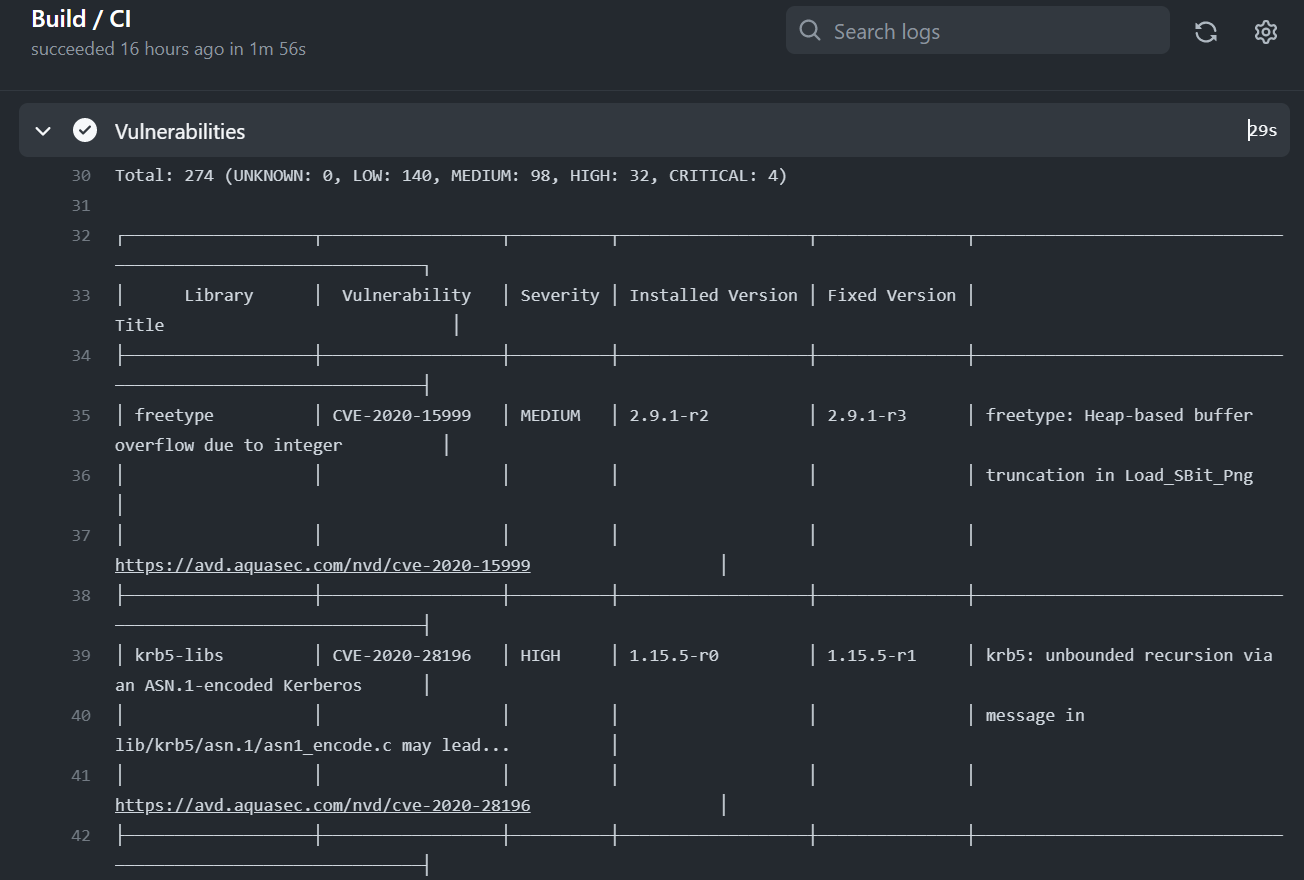 Build / CI
succeeded 16 hours ago in 1m 56s
Search logs
Vulnerabilities
29s
30 Total: 274 (UNKNOWN: 0, LOW: 140, MEDIUM: 98, HIGH: 32, CRITICAL: 4)
31
32
33 Library Vulnerability Severity Installed Version Fixed Version
Title
34
35 freetype CVE-2020-15999 MEDIUM 2.9.1-r2 2.9.1-r3 freetype: Heap-based buffer
overflow due to integer
36 truncation in Load_SBit_Png
37
https://avd.aquasec.com/nvd/cve-2020-15999
38
39 krb5-libs CVE-2020-28196 HIGH 1.15.5-r0 1.15.5-r1 krb5: unbounded recursion via
an ASN.1-encoded Kerberos
40 message in
lib/krb5/asn.1/asn1_encode.c may lead...
41
https://avd.aquasec.com/nvd/cve-2020-28196
42